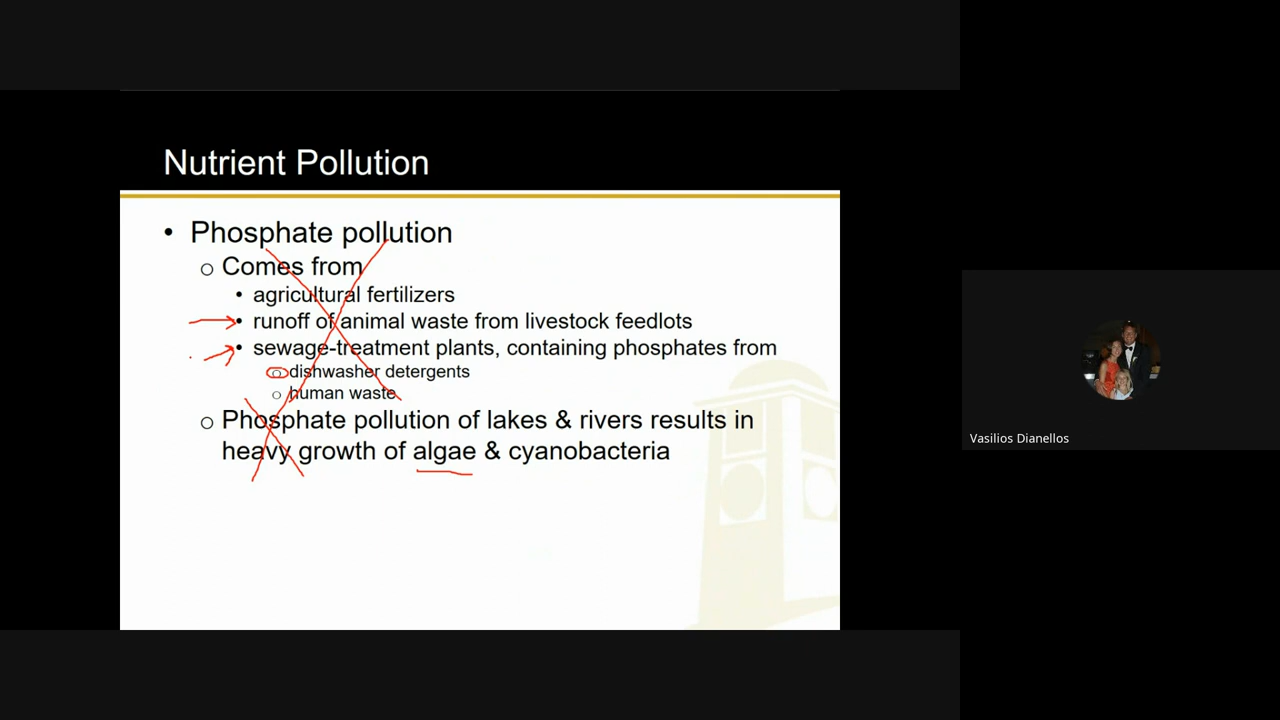 Nutrient Pollution
• Phosphate pollution
o Comes from
• agricultural fertilizers
• runoff of animal waste from livestock feedlots
• sewage-treatment plants, containing phosphates from
o dishwasher detergents
o human waste
o Phosphate pollution of lakes & rivers results in
heavy growth of algae & cyanobacteria
Vasilios Dianellos